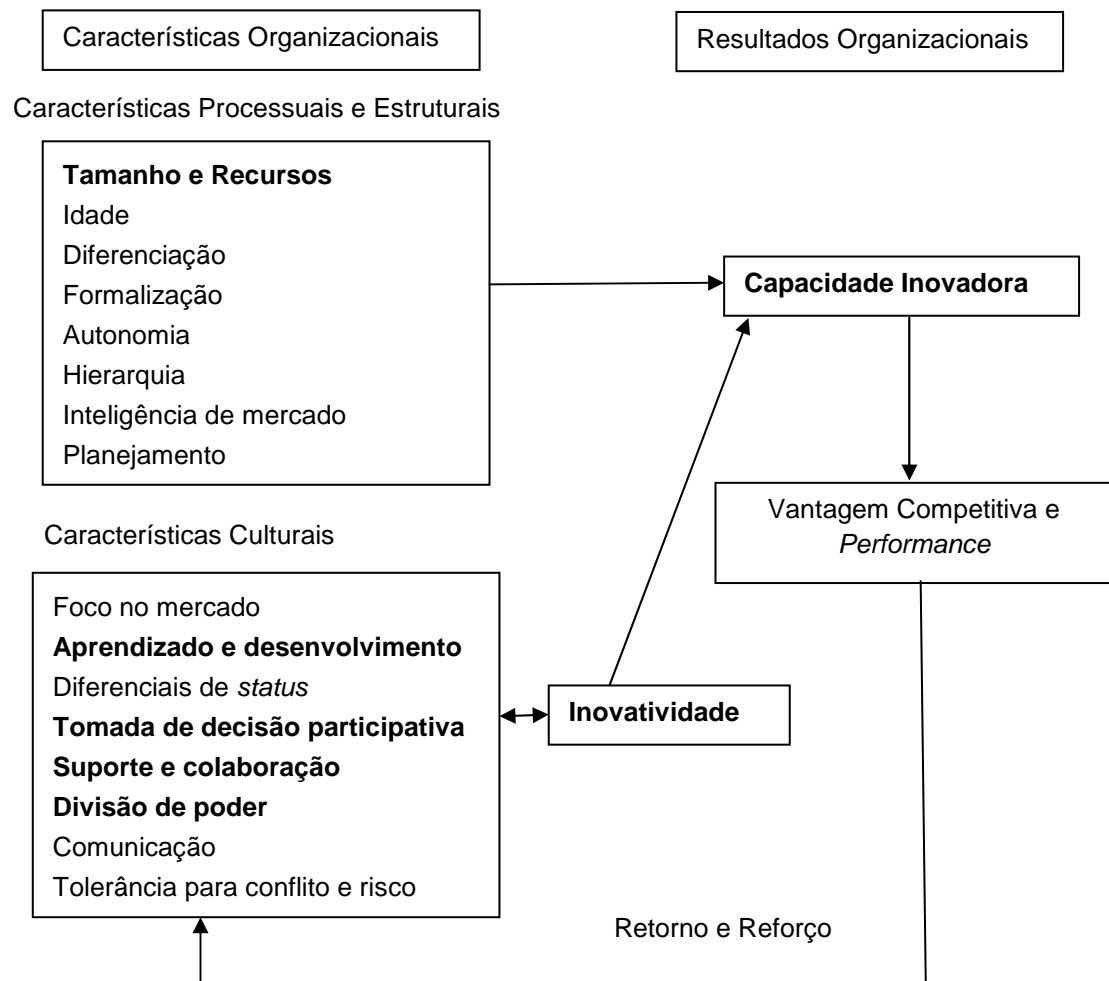 Características Organizacionais
Resultados Organizacionais
Características Processuais e Estruturais
Tamanho e Recursos
Idade
Diferenciação
Formalização
Autonomia
Hierarquia
Inteligência de mercado
Planejamento
Capacidade Inovadora
Vantagem Competitiva e
Performance
Características Culturais
Foco no mercado
Aprendizado e desenvolvimento
Diferenciais de status
Tomada de decisão participativa
Suporte e colaboração
Divisão de poder
Comunicação
Tolerância para conflito e risco
Inovatividade
Retorno e Reforço